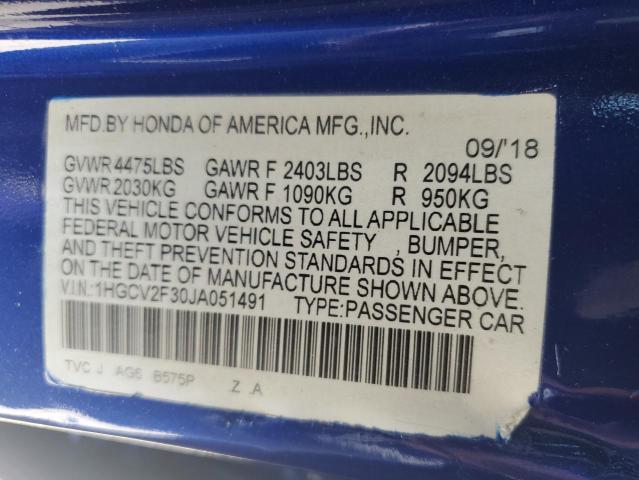 MFD.BY HONDA OF AMERICA MFG.,INC.
09/'18
GVWR 4475LBS GAWR F 2403LBS R 2094LBS
GVWR 2030KG GAWR F 1090KG R 950KG
THIS VEHICLE CONFORMS TO ALL APPLICABLE
FEDERAL MOTOR VEHICLE SAFETY , BUMPER,
AND THEFT PREVENTION STANDARDS IN EFFECT
ON THE DATE OF MANUFACTURE SHOWN ABOVE.
V.I.N.:1HGCV2F30JA051491 TYPE:PASSENGER CAR
TVC J AG6 B575P Z .A